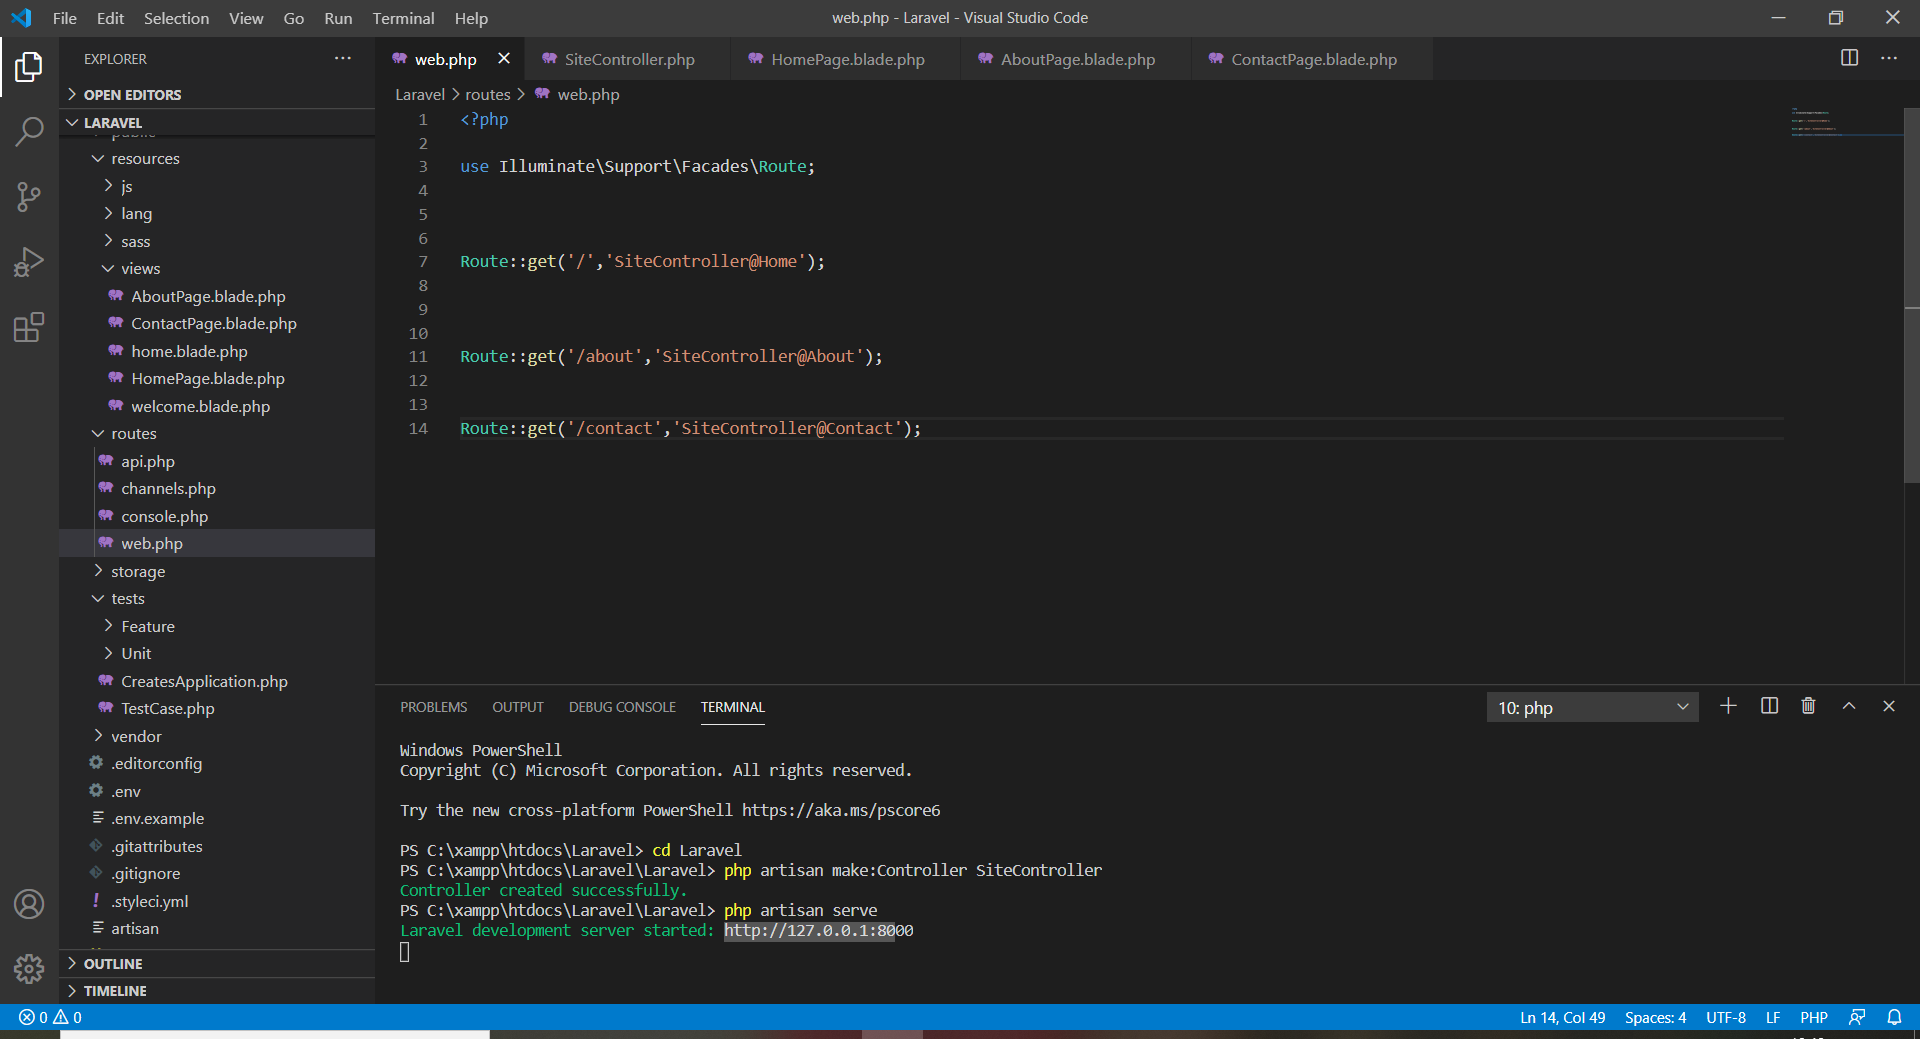 File Edit Selection View Go Run Terminal Help
web.php - Laravel - Visual Studio Code
EXPLORER
OPEN EDITORS
LARAVEL
public
resources
js
lang
sass
views
AboutPage.blade.php
ContactPage.blade.php
home.blade.php
HomePage.blade.php
welcome.blade.php
routes
api.php
channels.php
console.php
web.php
storage
tests
Feature
Unit
CreatesApplication.php
TestCase.php
vendor
.editorconfig
.env
.env.example
.gitattributes
.gitignore
! .styleci.yml
artisan
OUTLINE
TIMELINE
web.php SiteController.php HomePage.blade.php AboutPage.blade.php ContactPage.blade.php
Laravel > routes > web.php
1 <?php
2
3 use Illuminate\Support\Facades\Route;
4
5
6
7 Route::get('/','SiteController@Home');
8
9
10
11 Route::get('/about','SiteController@About');
12
13
14 Route::get('/contact','SiteController@Contact');
PROBLEMS OUTPUT DEBUG CONSOLE TERMINAL
10: php
Windows PowerShell
Copyright (C) Microsoft Corporation. All rights reserved.
Try the new cross-platform PowerShell https://aka.ms/pscore6
PS C:\xampp\htdocs\Laravel> cd Laravel
PS C:\xampp\htdocs\Laravel\Laravel> php artisan make:Controller SiteController
Controller created successfully.
PS C:\xampp\htdocs\Laravel\Laravel> php artisan serve
Laravel development server started: http://127.0.0.1:8000
0 0
Ln 14, Col 49 Spaces: 4 UTF-8 LF PHP